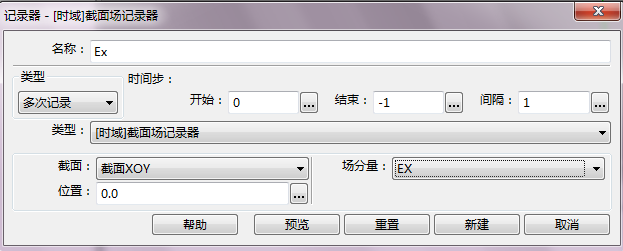 记录器 - [时域]截面场记录器
名称： Ex
类型 时间步：
多次记录 开始： 0 ... 结束： -1 ... 间隔： 1 ...
类型： [时域]截面场记录器
截面： 截面XOY 场分量： EX
位置： 0.0 ...
帮助 预览 重置 新建 取消